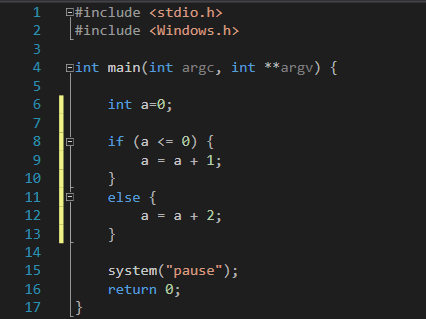 1 #include <stdio.h>
2 #include <Windows.h>
3
4 int main(int argc, int **argv) {
5
6 int a=0;
7
8 if (a <= 0) {
9 a = a + 1;
10 }
11 else {
12 a = a + 2;
13 }
14
15 system("pause");
16 return 0;
17 }